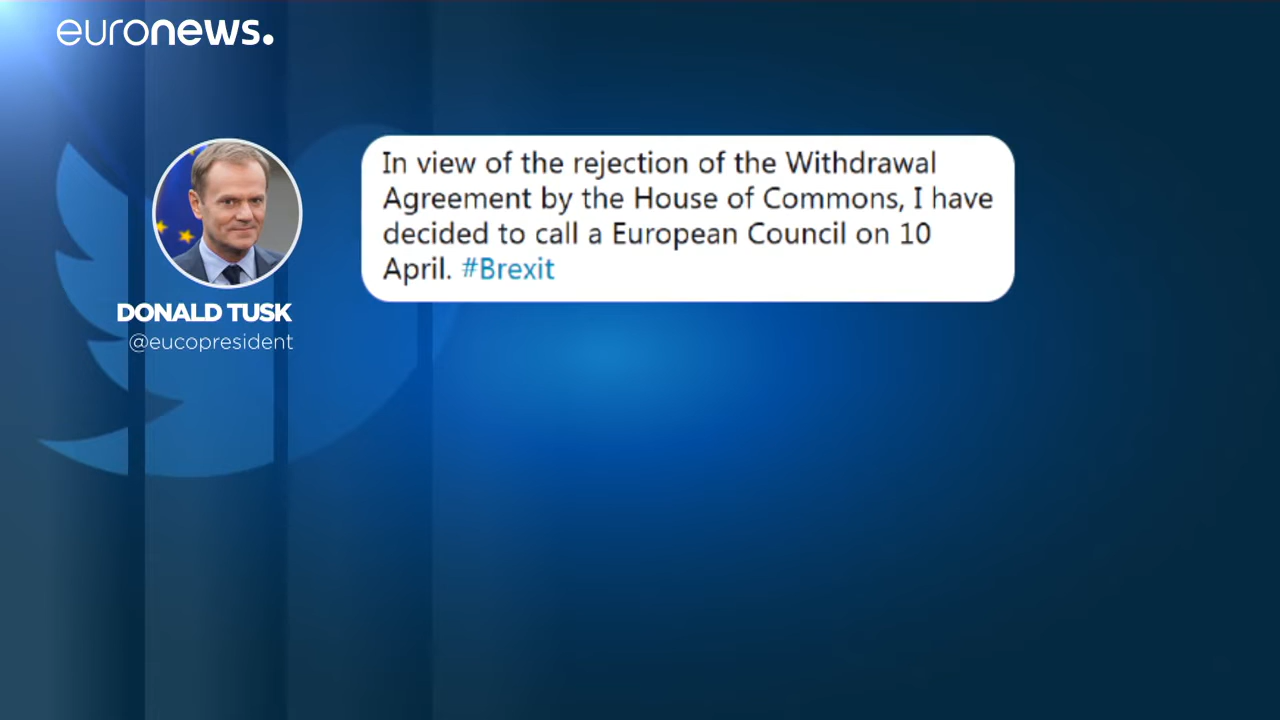 euronews.
In view of the rejection of the Withdrawal
Agreement by the House of Commons, I have
decided to call a European Council on 10
April. #Brexit
DONALD TUSK
@eucopresident